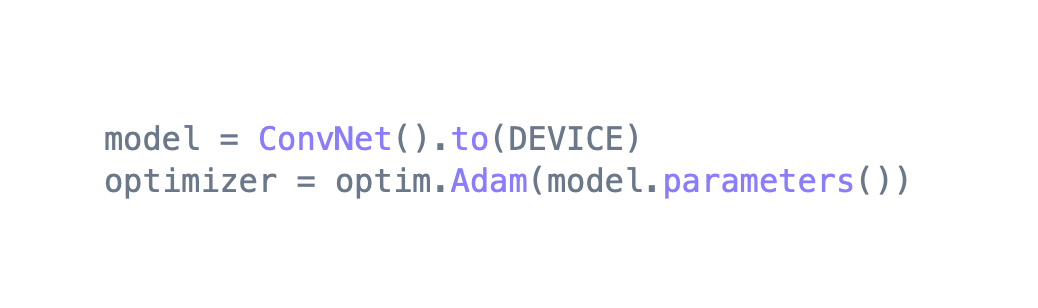 model = ConvNet().to(DEVICE)
optimizer = optim.Adam(model.parameters())